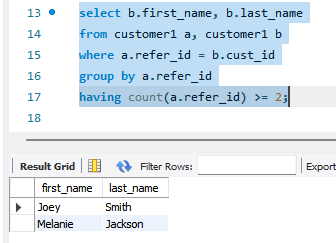 13 select b.first_name, b.last_name
14 from customer1 a, customer1 b
15 where a.refer_id = b.cust_id
16 group by a.refer_id
17 having count(a.refer_id) >= 2;
18
Result Grid Filter Rows: Export
first_name last_name
Joey Smith
Melanie Jackson